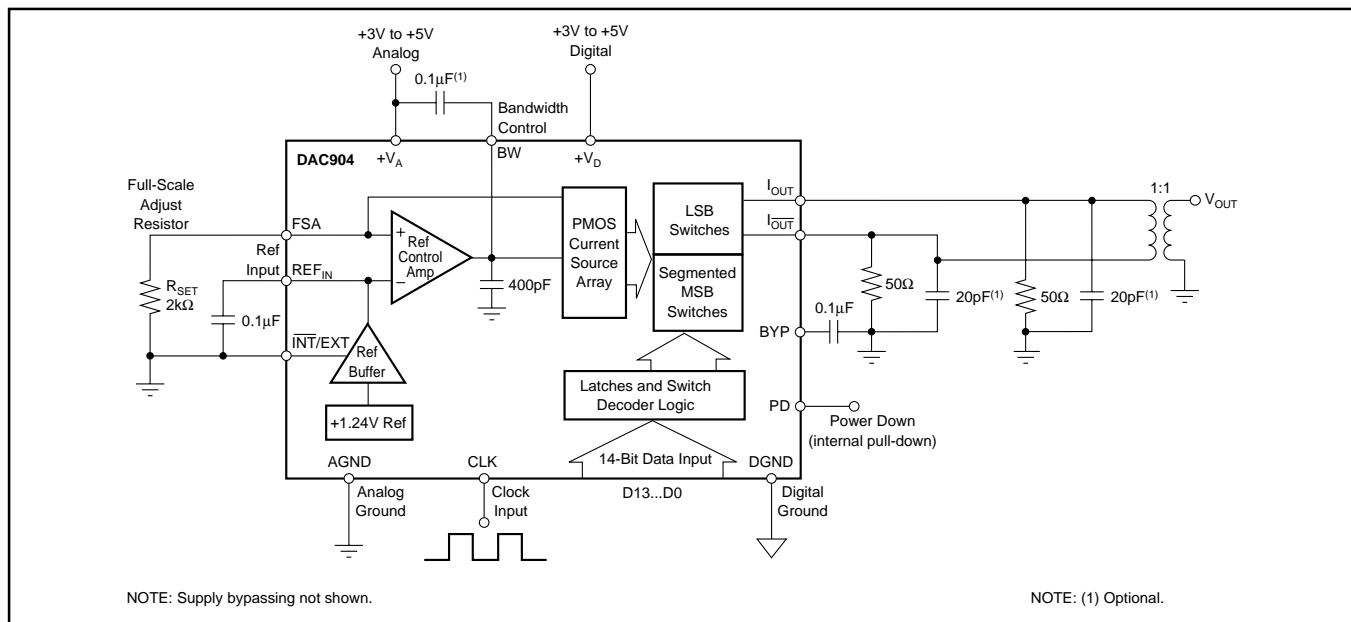 +3V to +5V
Analog
+3V to +5V
Digital
0.1µF(1)
Bandwidth
Control
DAC904
+VA
BW
+VD
Full-Scale
Adjust
Resistor
FSA
Ref
Input
REFIN
RSET
2kΩ
0.1µF
INT/EXT
+
Ref
Control
Amp
–
400pF
PMOS
Current
Source
Array
LSB
Switches
Segmented
MSB
Switches
IOUT
IOUT
1:1
VOUT
50Ω
20pF(1)
50Ω
20pF(1)
0.1µF
BYP
Ref
Buffer
+1.24V Ref
Latches and Switch
Decoder Logic
PD
Power Down
(internal pull-down)
AGND
CLK
14-Bit Data Input
DGND
Analog
Ground
Clock
Input
D13...D0
Digital
Ground
NOTE: Supply bypassing not shown.
NOTE: (1) Optional.